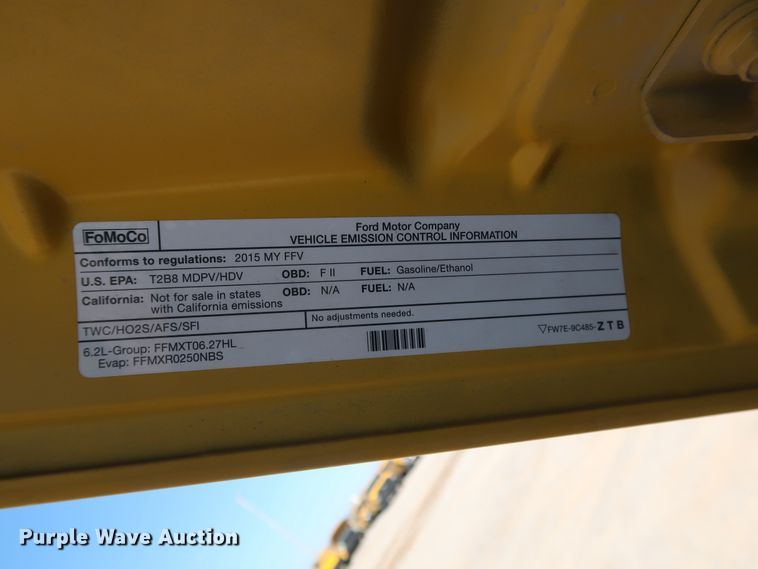 FoMoCo
Ford Motor Company
VEHICLE EMISSION CONTROL INFORMATION
Conforms to regulations: 2015 MY FFV
U.S. EPA: T2B8 MDPV/HDV OBD: F II FUEL: Gasoline/Ethanol
California: Not for sale in states with California emissions OBD: N/A FUEL: N/A
TWC/HO2S/AFS/SFI
No adjustments needed.
6.2L-Group: FFMXT06.27HL
Evap: FFMXR0250NBS
▽FW7E-9C485-ZTB
Purple Wave Auction